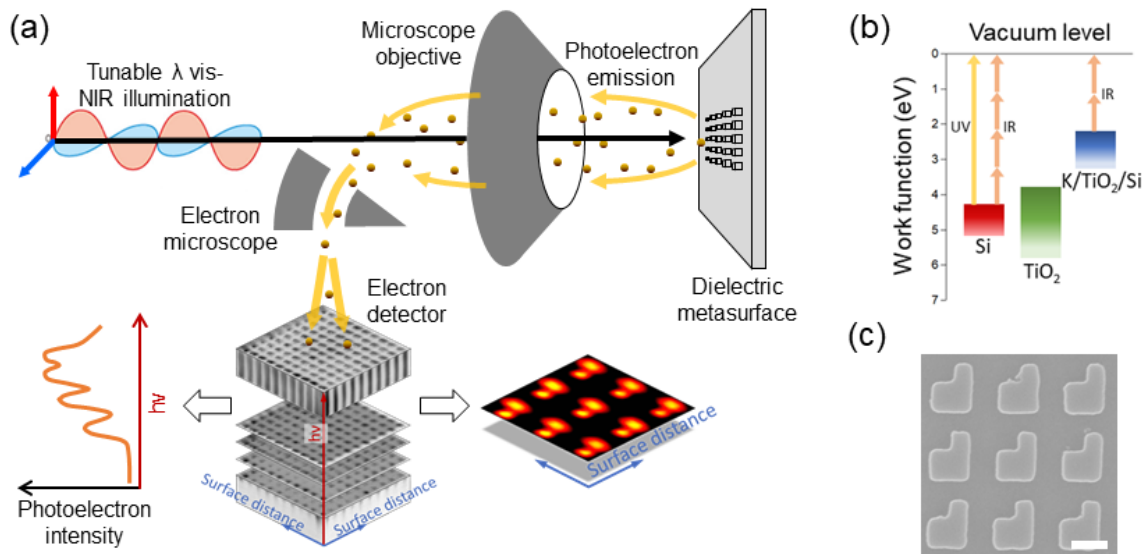 (a)
Tunable λ vis-
NIR illumination
Microscope
objective
Photoelectron
emission
Electron
microscope
Electron
detector
Dielectric
metasurface
hν
Photoelectron
intensity
hν
Surface distance
Surface distance
Surface distance
(b)
Vacuum level
Work function (eV)
0
1
2
3
4
5
6
7
UV
IR
IR
Si
TiO₂
K/TiO₂/Si
(c)